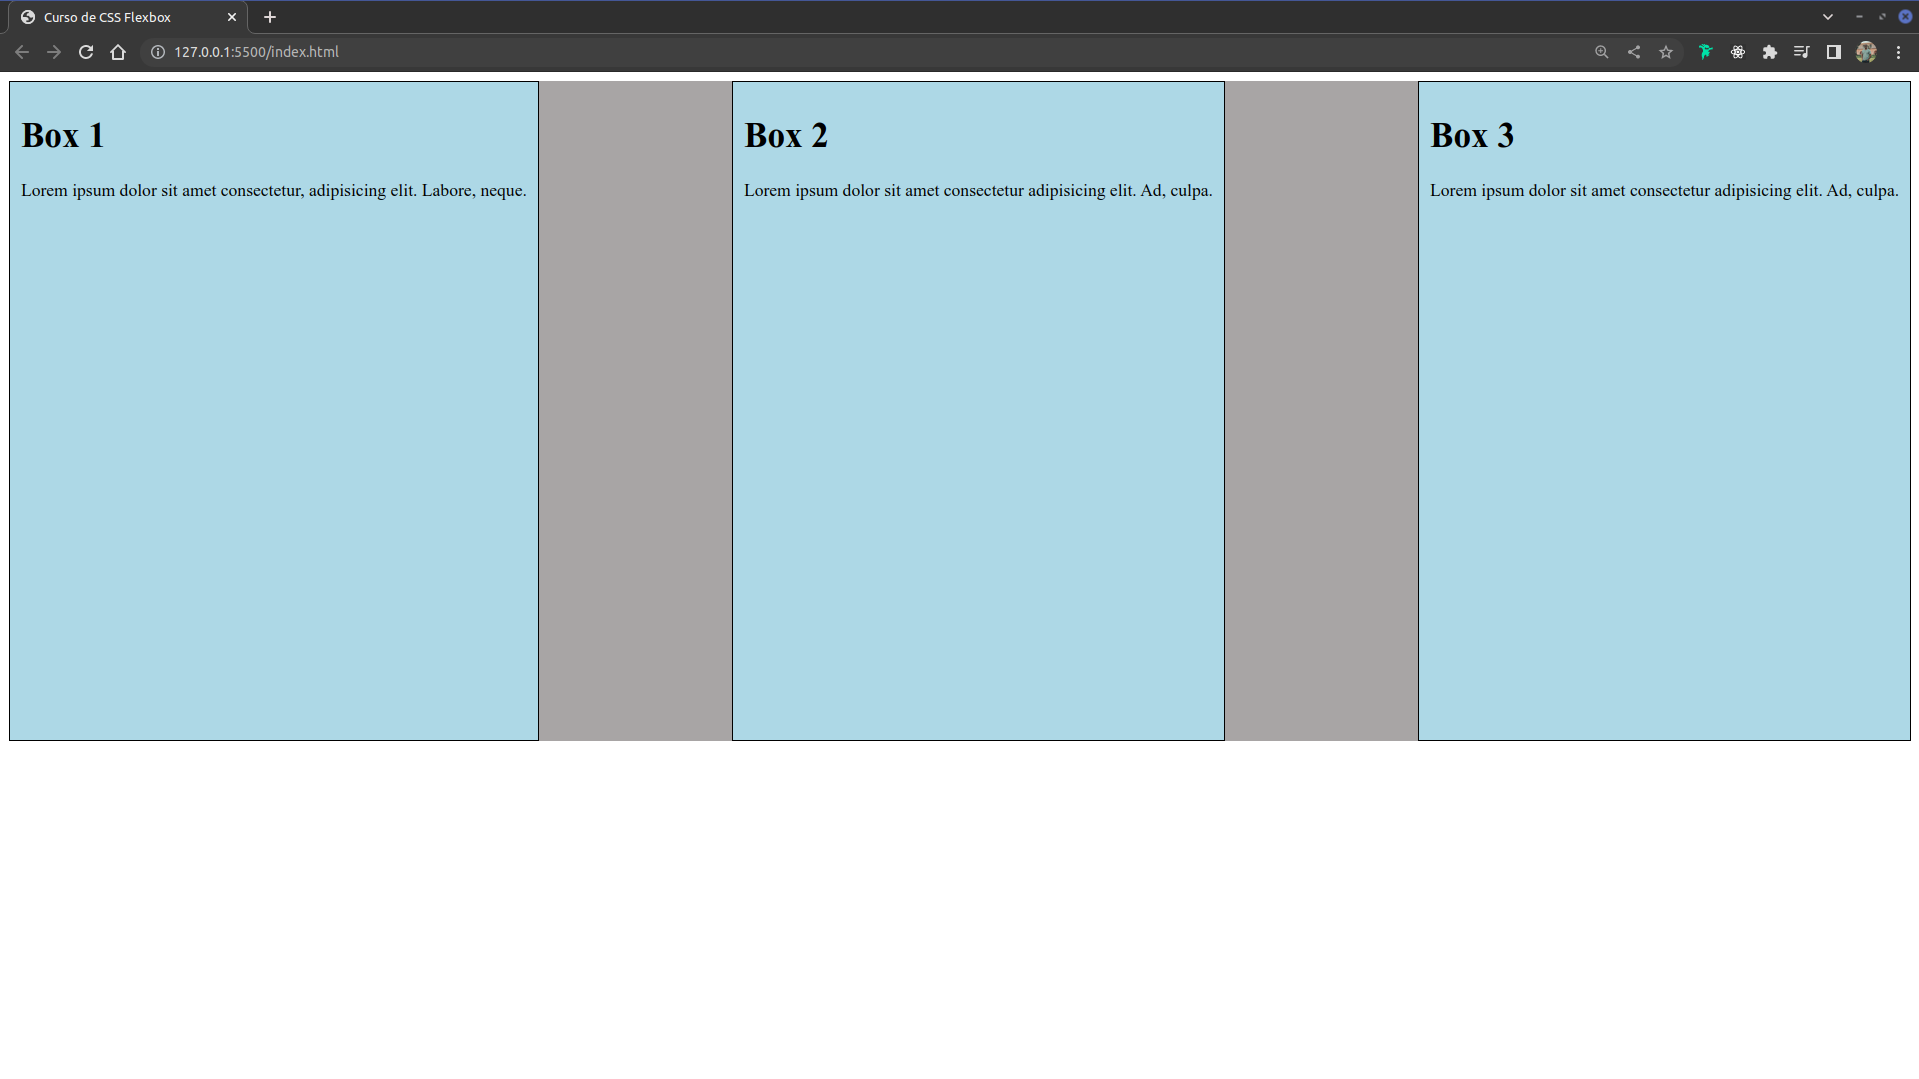 Curso de CSS Flexbox
127.0.0.1:5500/index.html
Box 1
Lorem ipsum dolor sit amet consectetur, adipisicing elit. Labore, neque.
Box 2
Lorem ipsum dolor sit amet consectetur adipisicing elit. Ad, culpa.
Box 3
Lorem ipsum dolor sit amet consectetur adipisicing elit. Ad, culpa.